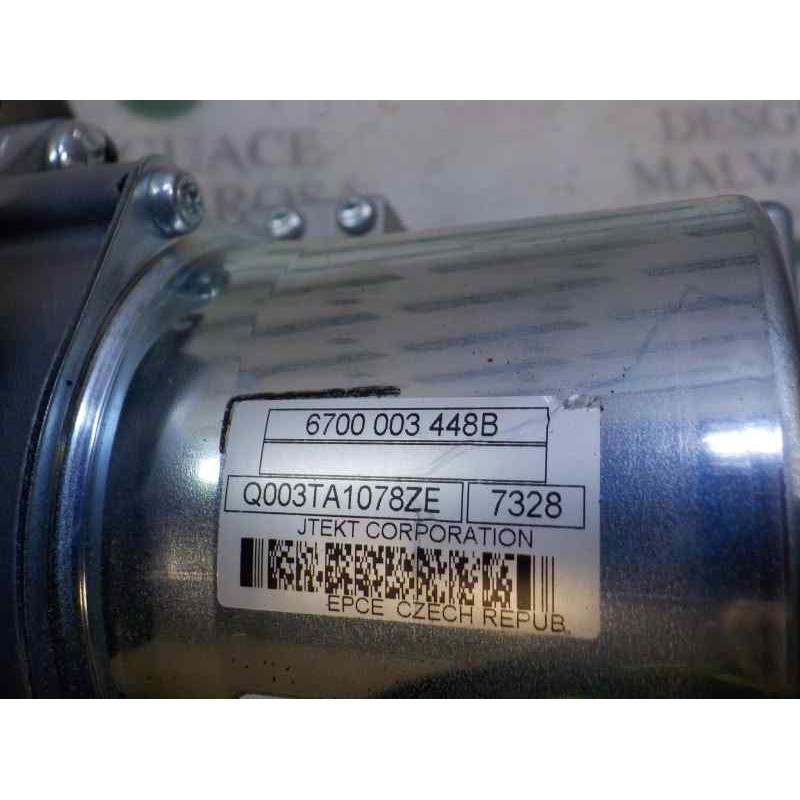 6700 003 448B
Q003TA1078ZE 7328
JTEKT CORPORATION
EPCE CZECH REPUB.